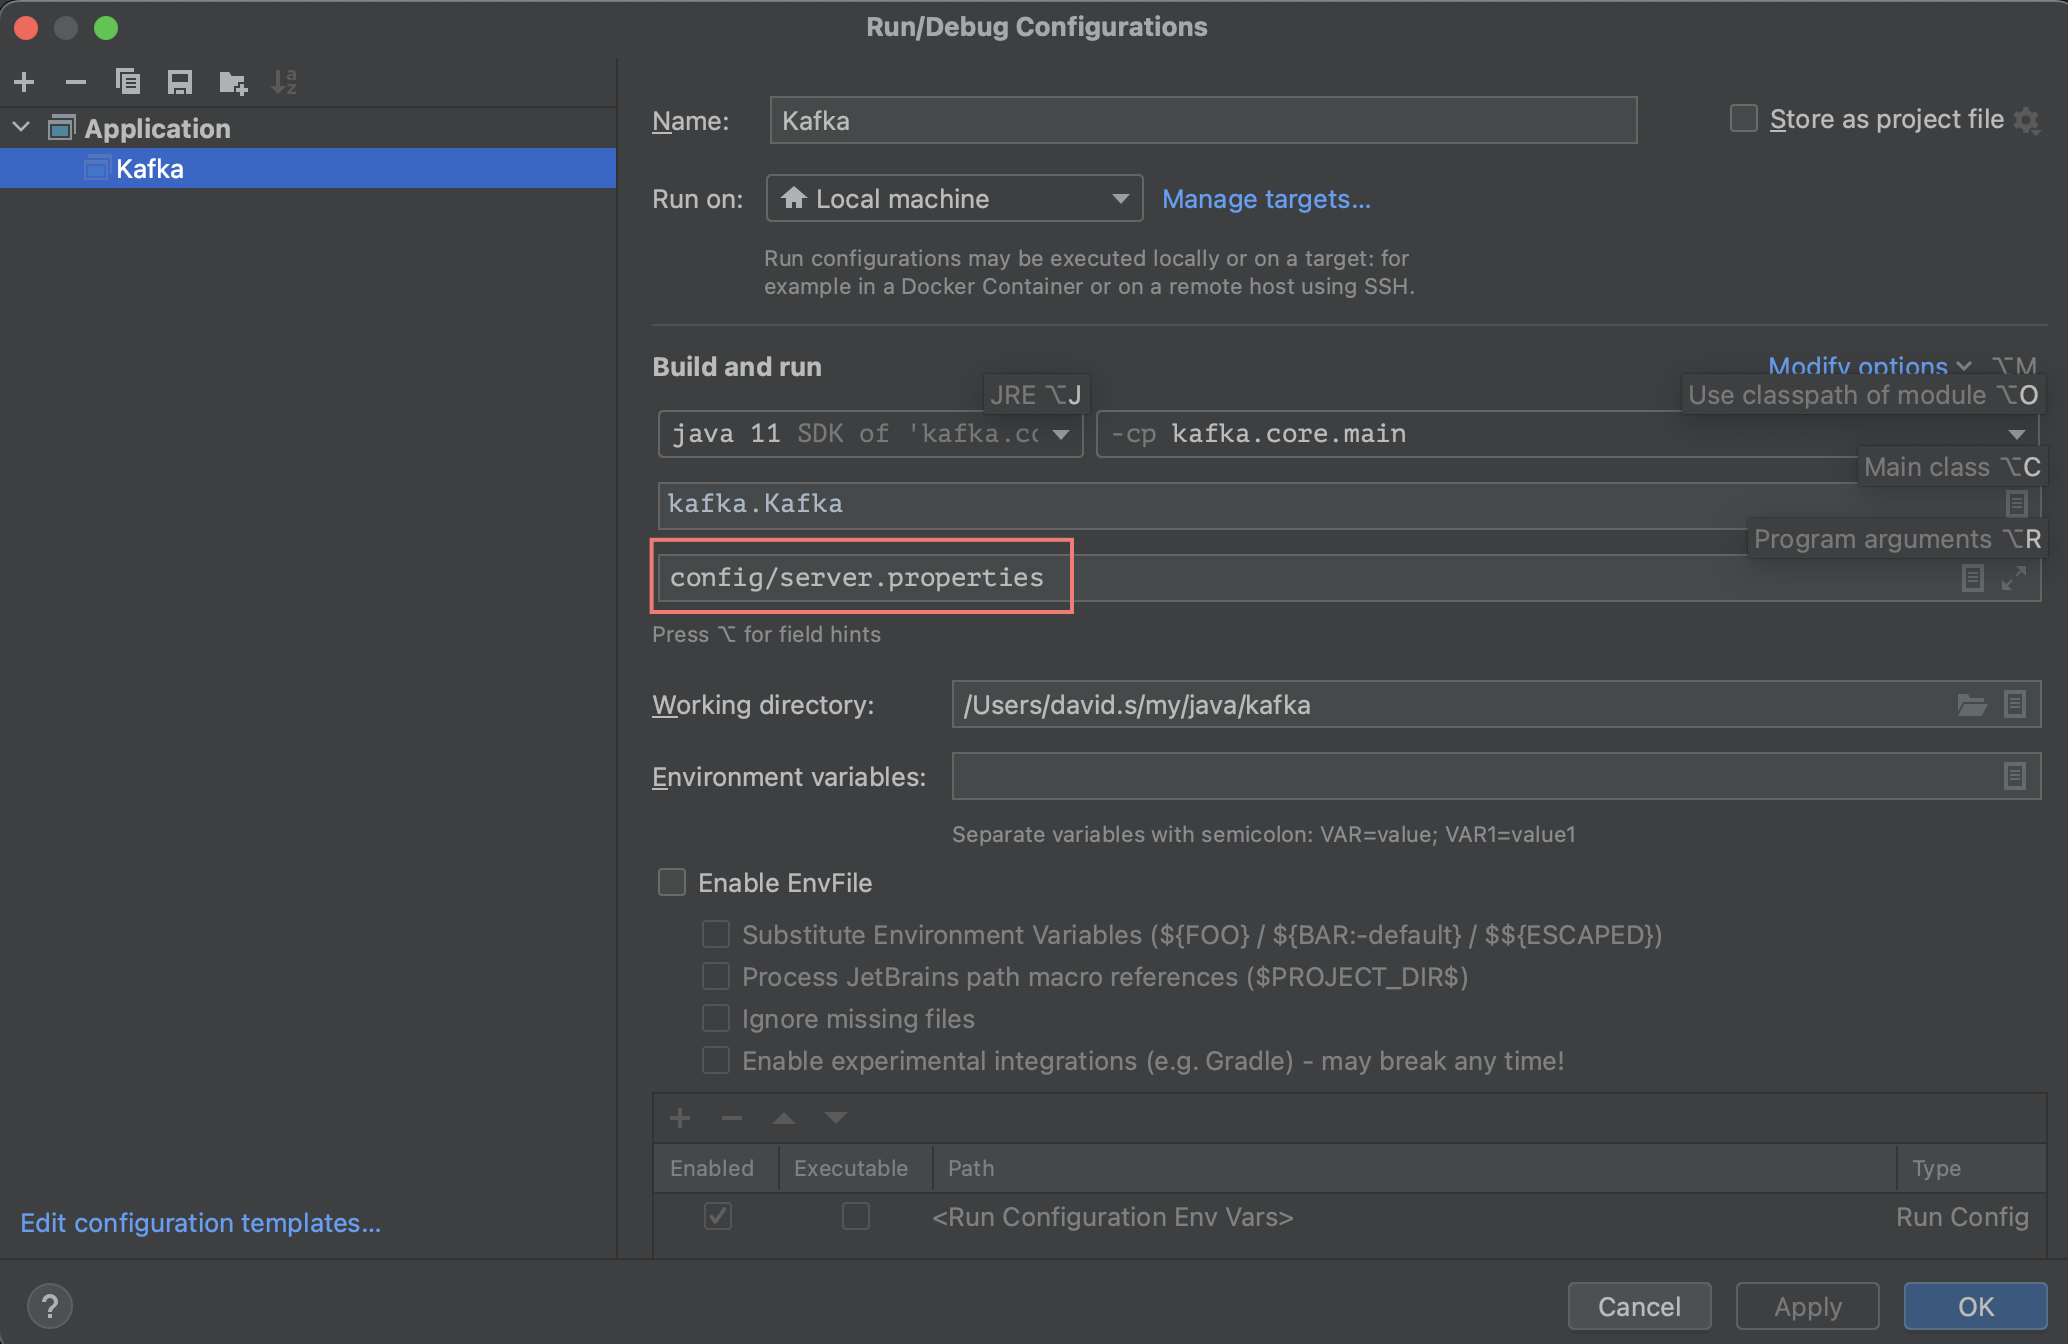 Run/Debug Configurations
Application
Kafka
Name: Kafka
Store as project file
Run on: Local machine Manage targets...
Run configurations may be executed locally or on a target: for
example in a Docker Container or on a remote host using SSH.
Build and run
Modify options ⌥M
JRE ⌥J
Use classpath of module ⌥O
java 11 SDK of 'kafka.co
-cp kafka.core.main
Main class ⌥C
kafka.Kafka
Program arguments ⌥R
config/server.properties
Press ⌥ for field hints
Working directory: /Users/david.s/my/java/kafka
Environment variables:
Separate variables with semicolon: VAR=value; VAR1=value1
Enable EnvFile
Substitute Environment Variables (${FOO} / ${BAR:-default} / $${ESCAPED})
Process JetBrains path macro references ($PROJECT_DIR$)
Ignore missing files
Enable experimental integrations (e.g. Gradle) - may break any time!
Enabled Executable Path Type
<Run Configuration Env Vars> Run Config
Edit configuration templates...
? Cancel Apply OK